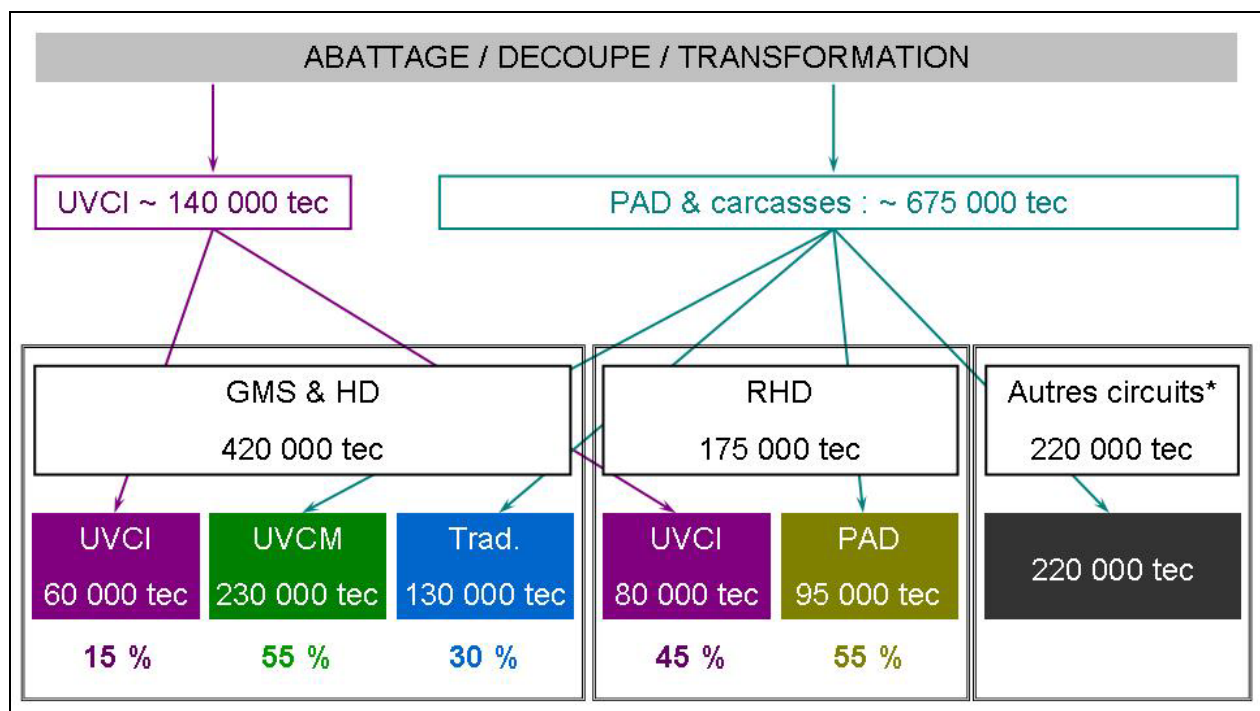 ABATTAGE / DECOUPE / TRANSFORMATION
UVCI ~ 140 000 tec
PAD & carcasses : ~ 675 000 tec
GMS & HD
420 000 tec
RHD
175 000 tec
Autres circuits*
220 000 tec
UVCI
60 000 tec
UVCM
230 000 tec
Trad.
130 000 tec
UVCI
80 000 tec
PAD
95 000 tec
220 000 tec
15 %
55 %
30 %
45 %
55 %